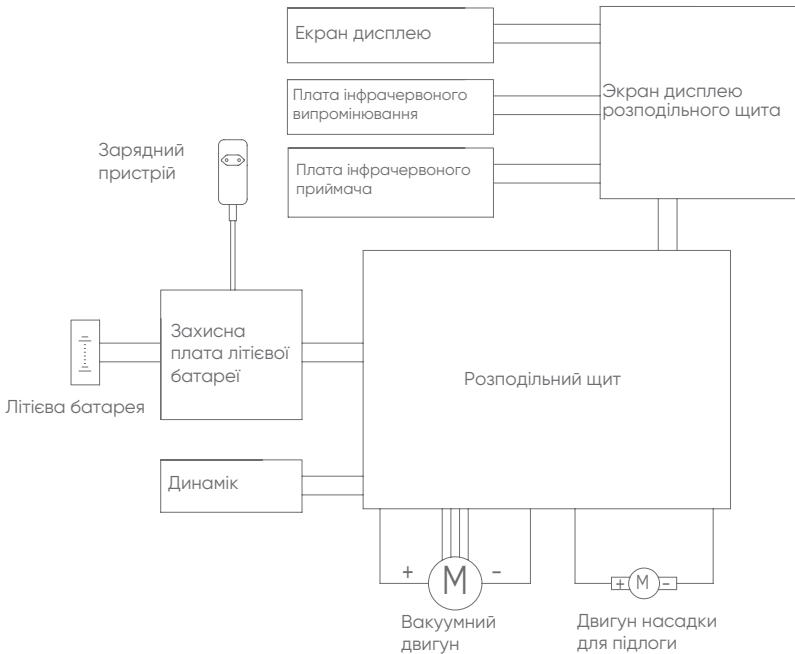 Екран дисплею
Плата інфрачервоного
випромінювання
Плата інфрачервоного
приймача
Экран дисплею
розподільного щита
Зарядний
пристрій
Захисна
плата літієвої
батареї
Літієва батарея
Розподільний щит
Динамік
+ M -
Вакуумний
двигун
+ M -
Двигун насадки
для підлоги